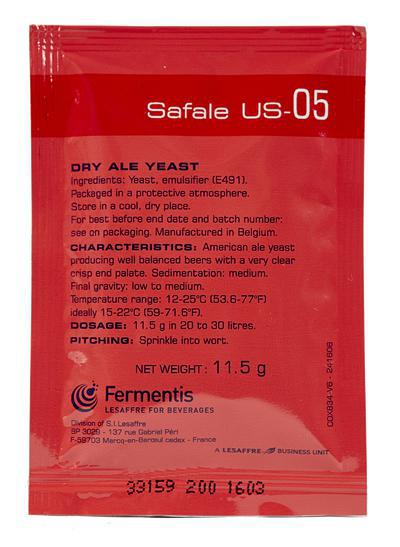 Safale US-05
DRY ALE YEAST
Ingredients: Yeast, emulsifier (E491).
Packaged in a protective atmosphere.
Store in a cool, dry place.
For best before end date and batch number:
see on packaging. Manufactured in Belgium.
CHARACTERISTICS: American ale yeast
producing well balanced beers with a very clear
crisp end palate. Sedimentation: medium.
Final gravity: low to medium.
Temperature range: 12-25°C (53.6-77°F)
ideally 15-22°C (59-71.6°F).
DOSAGE: 11.5 g in 20 to 30 litres.
PITCHING: Sprinkle into wort.
NET WEIGHT: 11.5 g
Fermentis
LESAFFRE FOR BEVERAGES
Division of S.I.Lesaffre
BP 3029 - 137 rue Gabriel Péri
F-59703 Marcq-en-Barœul cedex - France
A LESAFFRE BUSINESS UNIT
CDX834-V6 - 241608
33159 200 1603